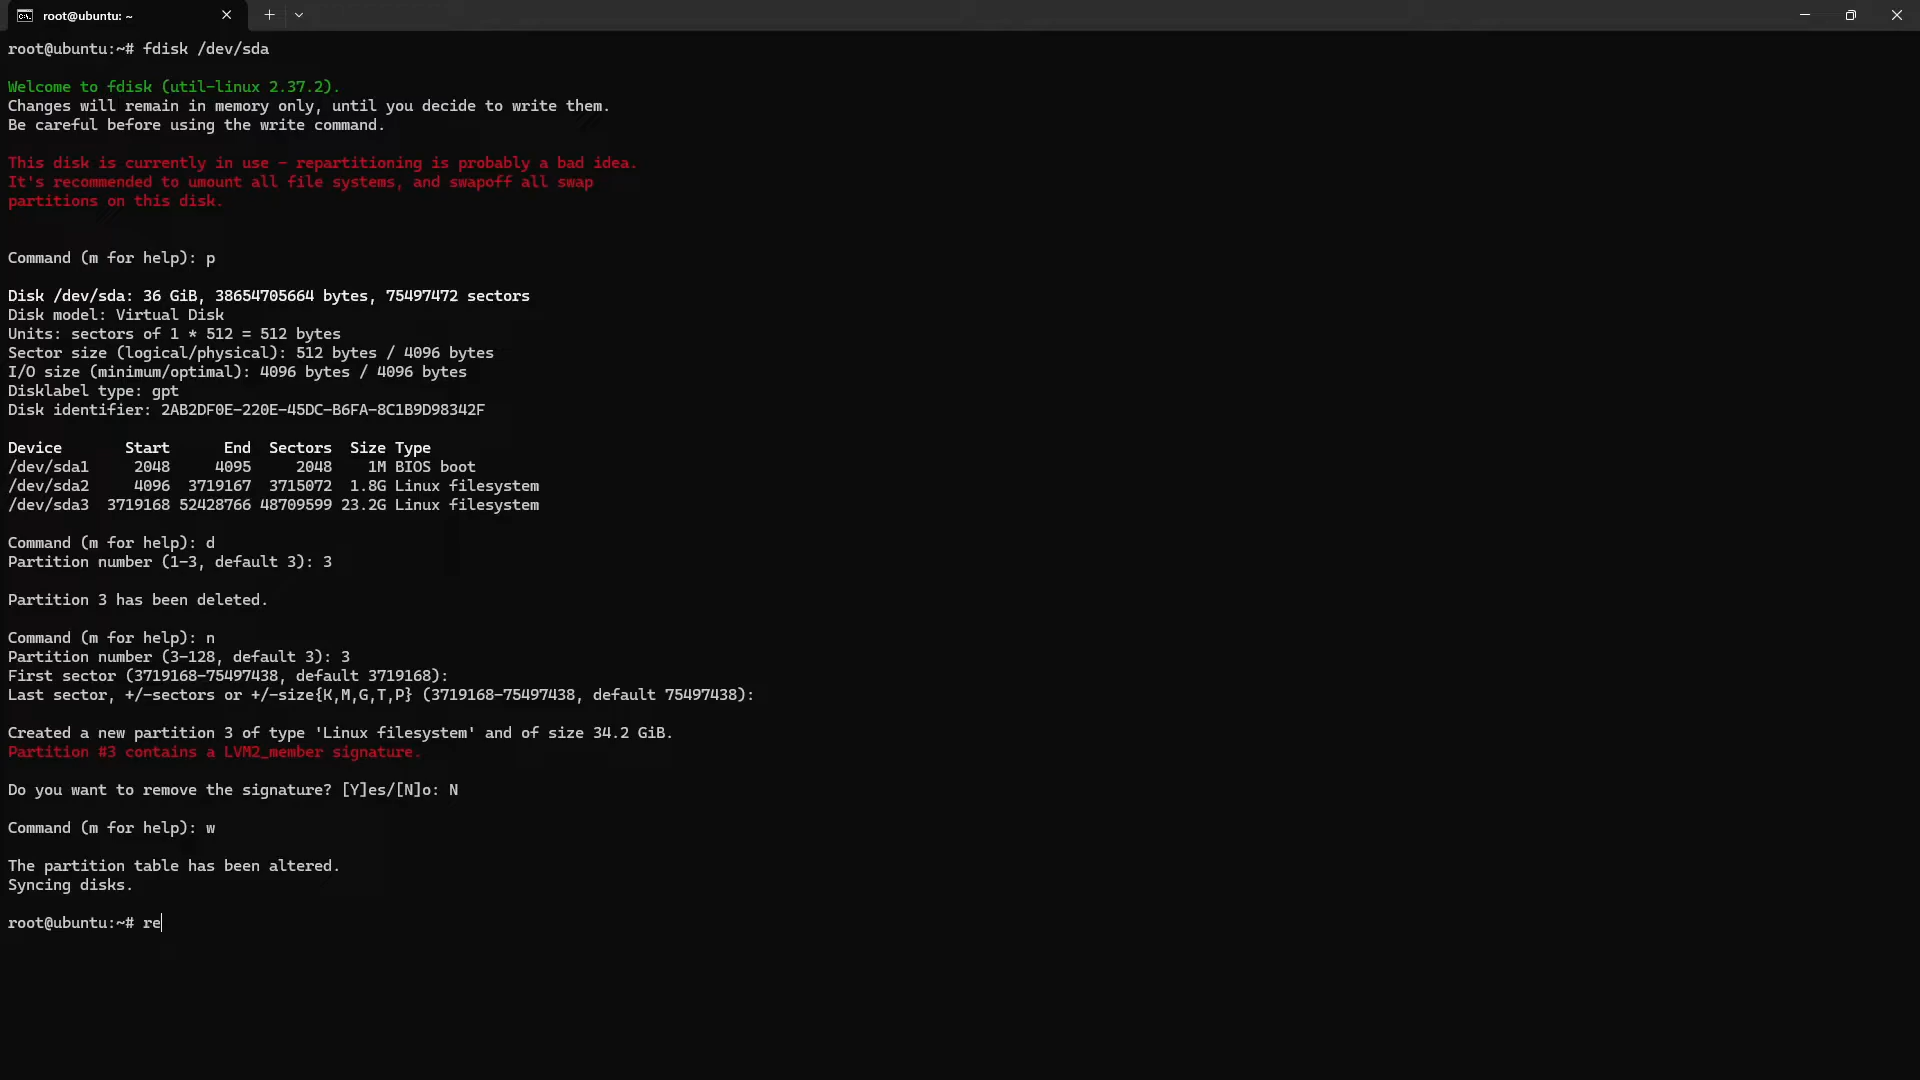 root@ubuntu: ~
root@ubuntu:~# fdisk /dev/sda
Welcome to fdisk (util-linux 2.37.2).
Changes will remain in memory only, until you decide to write them.
Be careful before using the write command.
This disk is currently in use - repartitioning is probably a bad idea.
It's recommended to umount all file systems, and swapoff all swap
partitions on this disk.
Command (m for help): p
Disk /dev/sda: 36 GiB, 38654705664 bytes, 75497472 sectors
Disk model: Virtual Disk
Units: sectors of 1 * 512 = 512 bytes
Sector size (logical/physical): 512 bytes / 4096 bytes
I/O size (minimum/optimal): 4096 bytes / 4096 bytes
Disklabel type: gpt
Disk identifier: 2AB2DF0E-220E-45DC-B6FA-8C1B9D98342F
Device       Start      End  Sectors  Size Type
/dev/sda1     2048     4095     2048    1M BIOS boot
/dev/sda2     4096  3719167  3715072  1.8G Linux filesystem
/dev/sda3  3719168 52428766 48709599 23.2G Linux filesystem
Command (m for help): d
Partition number (1-3, default 3): 3
Partition 3 has been deleted.
Command (m for help): n
Partition number (3-128, default 3): 3
First sector (3719168-75497438, default 3719168):
Last sector, +/-sectors or +/-size{K,M,G,T,P} (3719168-75497438, default 75497438):
Created a new partition 3 of type 'Linux filesystem' and of size 34.2 GiB.
Partition #3 contains a LVM2_member signature.
Do you want to remove the signature? [Y]es/[N]o: N
Command (m for help): w
The partition table has been altered.
Syncing disks.
root@ubuntu:~# re